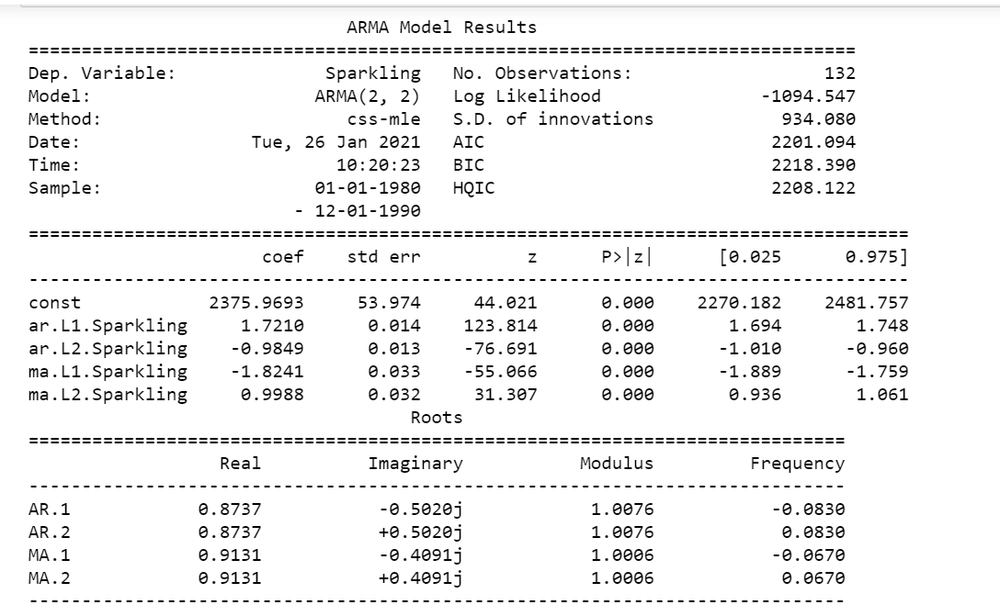 ARMA Model Results
==============================================================================
Dep. Variable: Sparkling No. Observations: 132
Model: ARMA(2, 2) Log Likelihood -1094.547
Method: css-mle S.D. of innovations 934.080
Date: Tue, 26 Jan 2021 AIC 2201.094
Time: 10:20:23 BIC 2218.390
Sample: 01-01-1980 HQIC 2208.122
- 12-01-1990
===================================================================================
coef std err z P>|z| [0.025 0.975]
-----------------------------------------------------------------------------------
const 2375.9693 53.974 44.021 0.000 2270.182 2481.757
ar.L1.Sparkling 1.7210 0.014 123.814 0.000 1.694 1.748
ar.L2.Sparkling -0.9849 0.013 -76.691 0.000 -1.010 -0.960
ma.L1.Sparkling -1.8241 0.033 -55.066 0.000 -1.889 -1.759
ma.L2.Sparkling 0.9988 0.032 31.307 0.000 0.936 1.061
Roots
=============================================================================
Real Imaginary Modulus Frequency
-----------------------------------------------------------------------------
AR.1 0.8737 -0.5020j 1.0076 -0.0830
AR.2 0.8737 +0.5020j 1.0076 0.0830
MA.1 0.9131 -0.4091j 1.0006 -0.0670
MA.2 0.9131 +0.4091j 1.0006 0.0670
-----------------------------------------------------------------------------